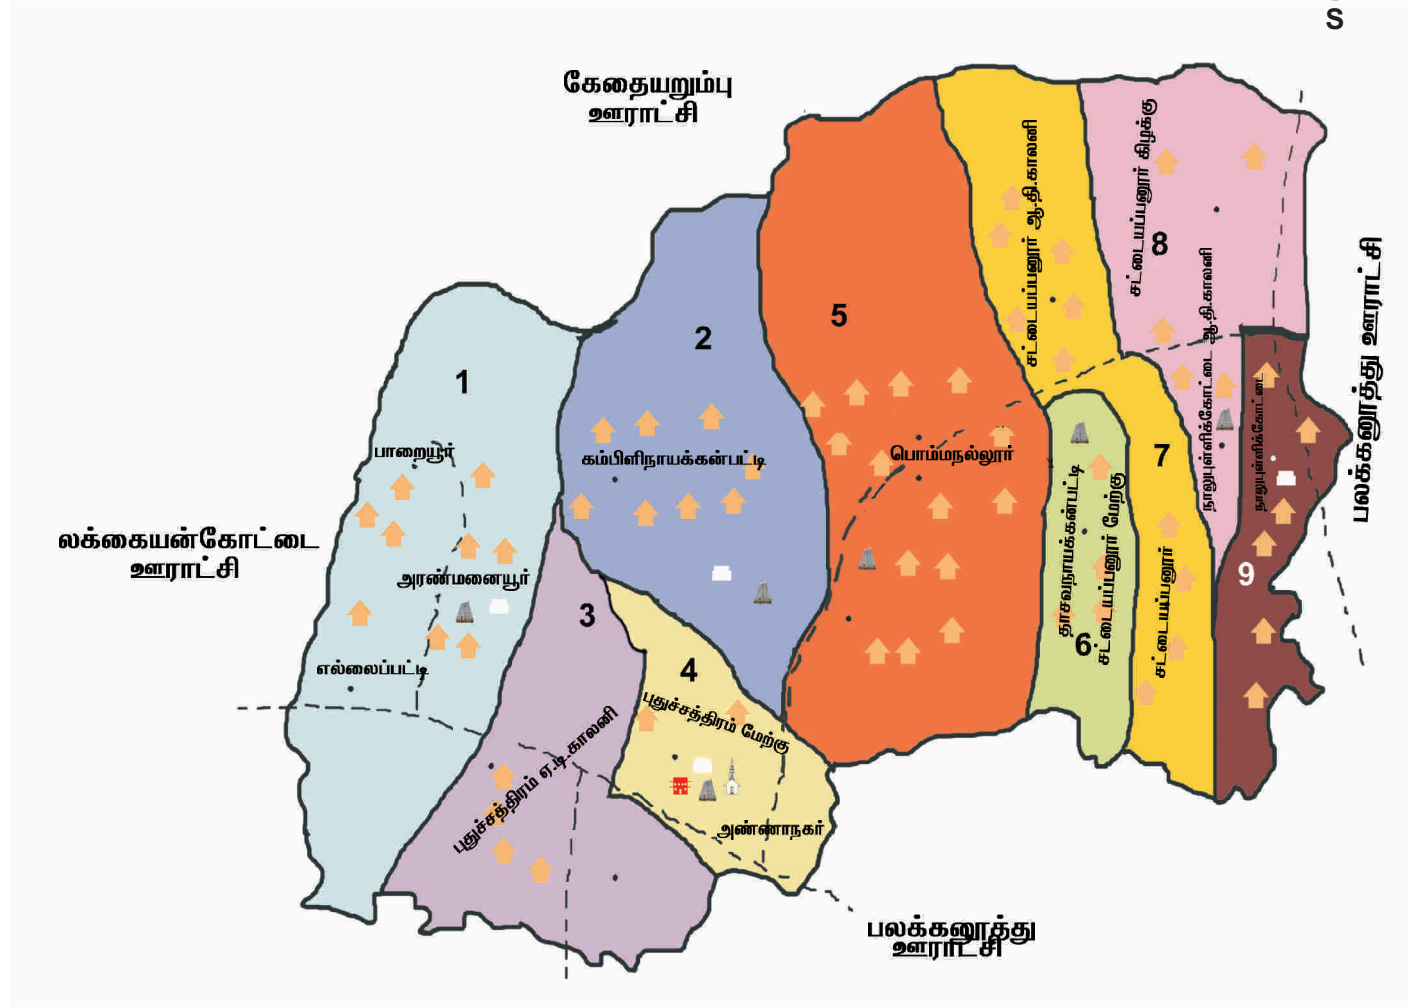 S
கேதையறும்பு
ஊராட்சி
சட்டையப்பனூர் ஆ.தி.காலனி
சட்டையப்பனூர் கிழக்கு
8
நாலுபுள்ளிக்கோட்டை ஆ.தி.காலனி
பலக்கனூத்து ஊராட்சி
5
2
1
பாறையூர்
கம்பிளிநாயக்கன்பட்டி
பொம்மநல்லூர்
7
நாலுபுள்ளிக்கோட்டை
லக்கையன்கோட்டை
ஊராட்சி
அரண்மனையூர்
தாசவநாயக்கன்பட்டி
சட்டையப்பனூர் மேற்கு
சட்டையப்பனூர்
9
3
6
4
எல்லைப்பட்டி
புதுச்சத்திரம் மேற்கு
புதுச்சத்திரம் ஏ.டி.காலனி
அண்ணாநகர்
பலக்கனூத்து
ஊராட்சி